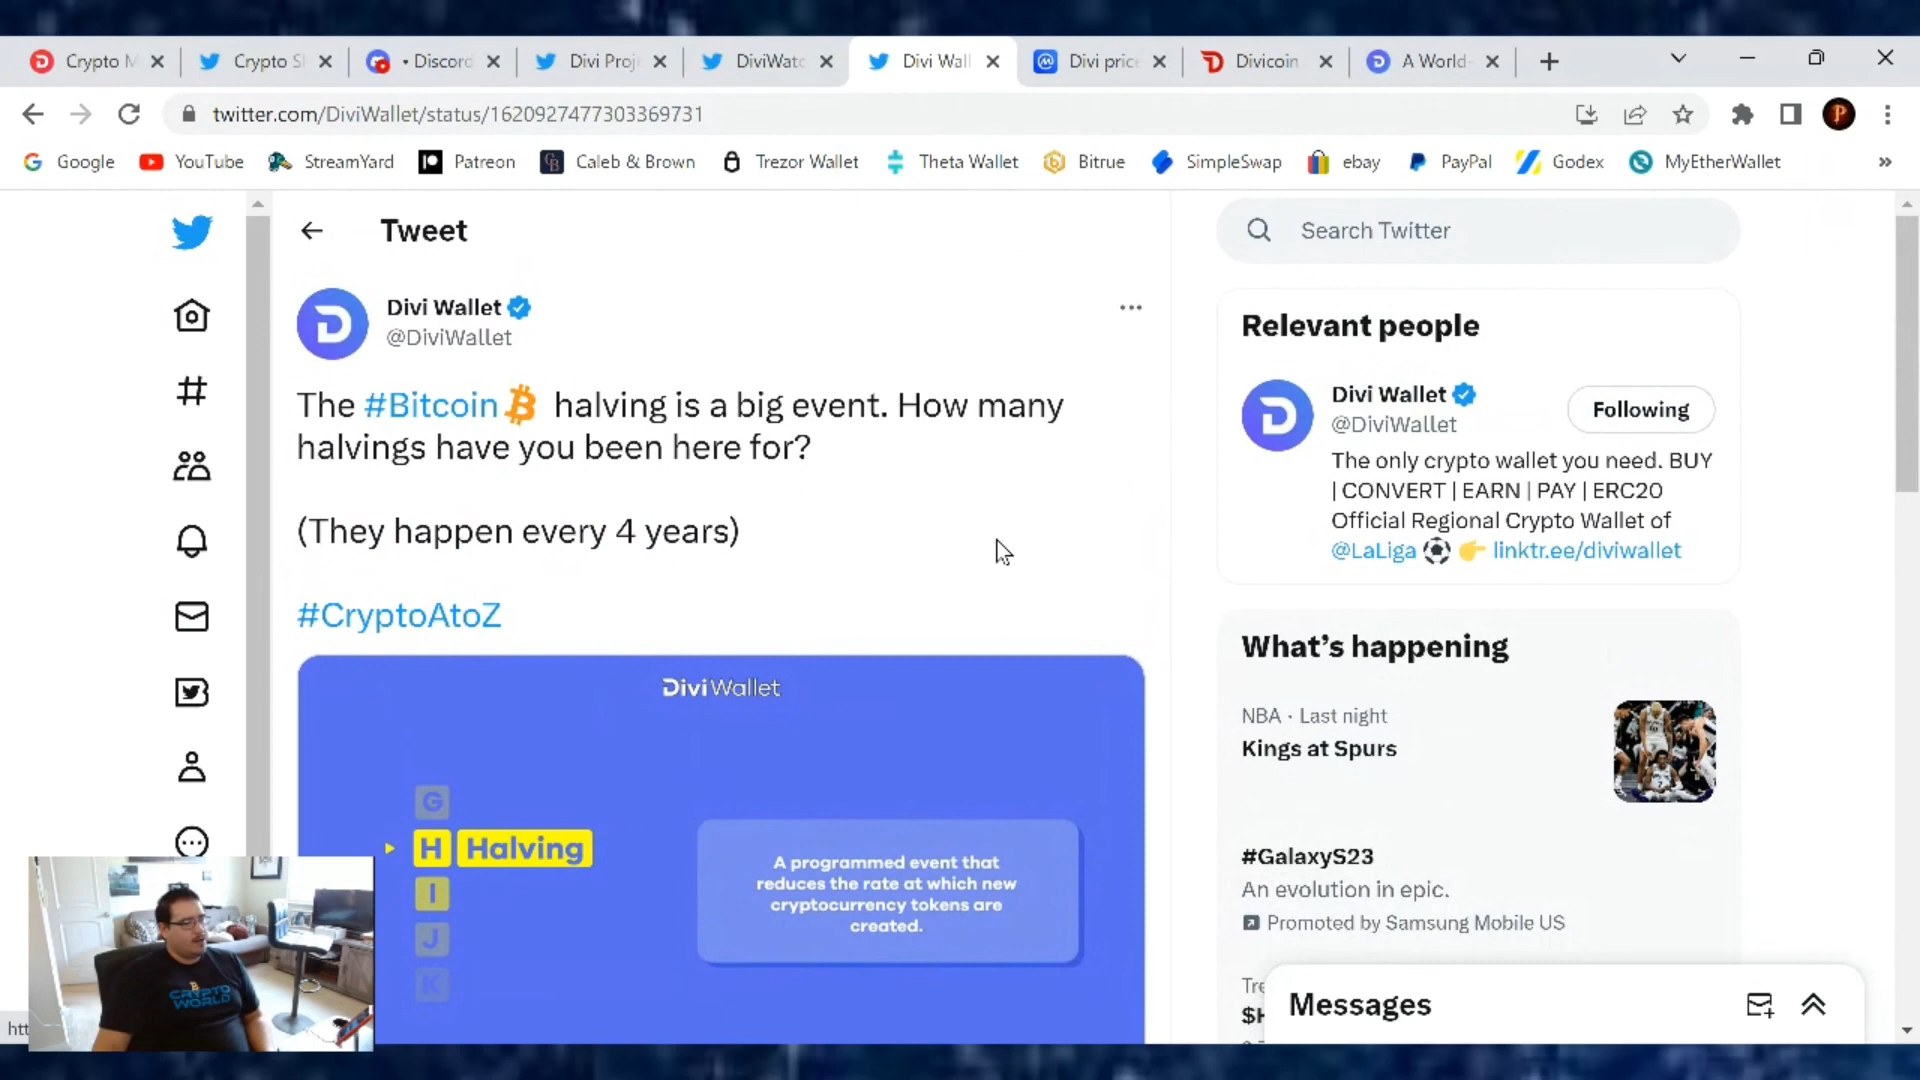 Crypto M
Crypto Sl
• Discord
Divi Proj
DiviWatc
Divi Wall
Divi price
Divicoin
A World-
twitter.com/DiviWallet/status/1620927477303369731
Google
YouTube
StreamYard
Patreon
Caleb & Brown
Trezor Wallet
Theta Wallet
Bitrue
SimpleSwap
ebay
PayPal
Godex
MyEtherWallet
Tweet
Divi Wallet
@DiviWallet
The #Bitcoin halving is a big event. How many
halvings have you been here for?
(They happen every 4 years)
#CryptoAtoZ
Divi Wallet
G
H Halving
I
J
K
A programmed event that
reduces the rate at which new
cryptocurrency tokens are
created.
Search Twitter
Relevant people
Divi Wallet
@DiviWallet
Following
The only crypto wallet you need. BUY
| CONVERT | EARN | PAY | ERC20
Official Regional Crypto Wallet of
@LaLiga linktr.ee/diviwallet
What's happening
NBA · Last night
Kings at Spurs
#GalaxyS23
An evolution in epic.
Promoted by Samsung Mobile US
Messages
CRYPTO
WORLD